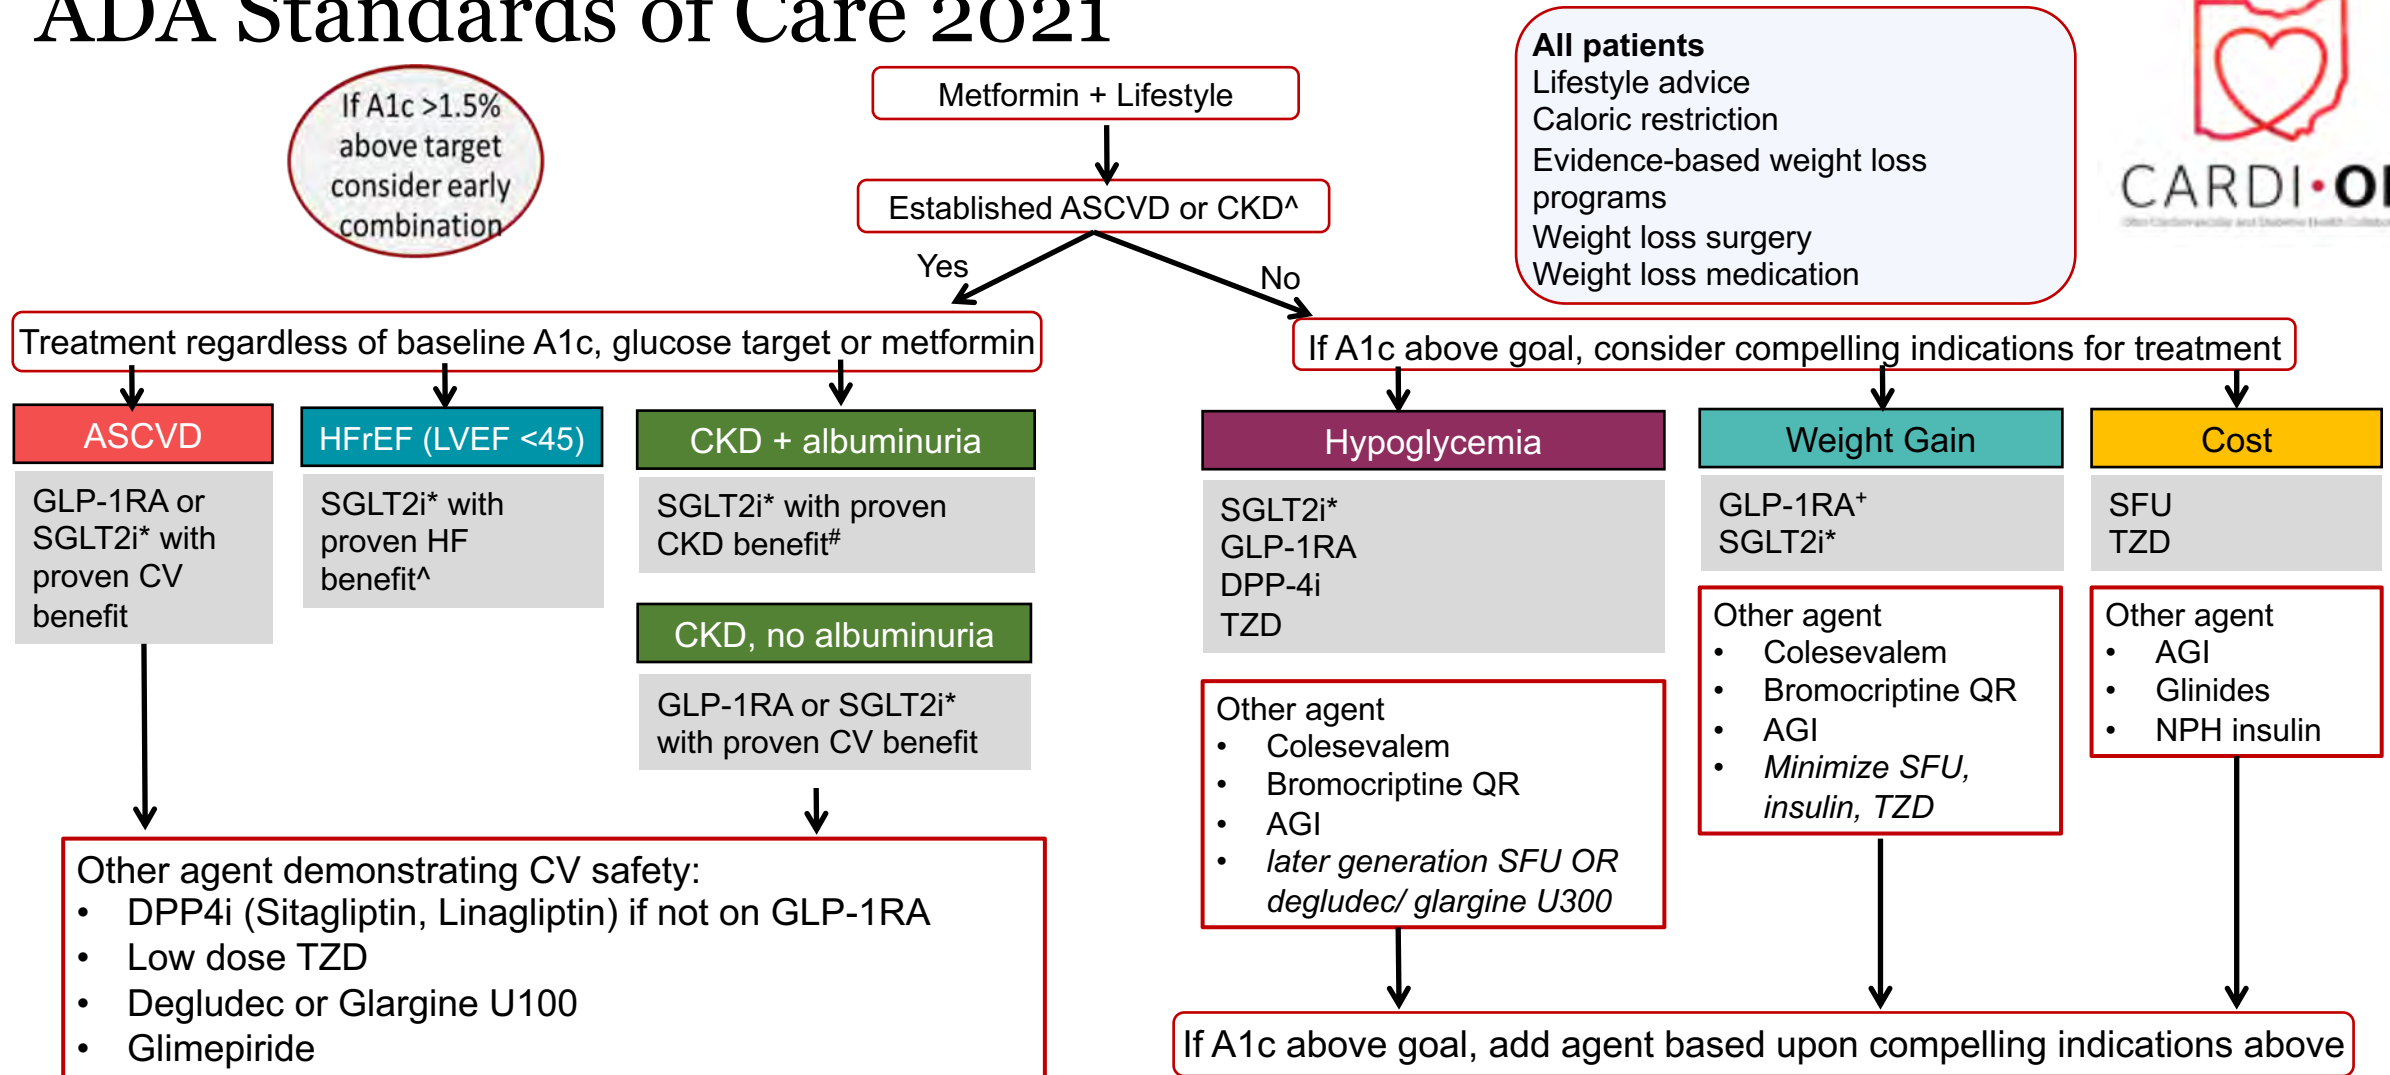 ADA Standards of Care 2021
If A1c >1.5%
above target
consider early
combination
Metformin + Lifestyle
Established ASCVD or CKD^
Yes
No
All patients
Lifestyle advice
Caloric restriction
Evidence-based weight loss
programs
Weight loss surgery
Weight loss medication
CARDI•OH
Treatment regardless of baseline A1c, glucose target or metformin
ASCVD
GLP-1RA or
SGLT2i* with
proven CV
benefit
HFrEF (LVEF <45)
SGLT2i* with
proven HF
benefit^
CKD + albuminuria
SGLT2i* with proven
CKD benefit#
CKD, no albuminuria
GLP-1RA or SGLT2i*
with proven CV benefit
Other agent demonstrating CV safety:
• DPP4i (Sitagliptin, Linagliptin) if not on GLP-1RA
• Low dose TZD
• Degludec or Glargine U100
• Glimepiride
If A1c above goal, consider compelling indications for treatment
Hypoglycemia
SGLT2i*
GLP-1RA
DPP-4i
TZD
Other agent
• Colesevalem
• Bromocriptine QR
• AGI
• later generation SFU OR
degludec/ glargine U300
Weight Gain
GLP-1RA+
SGLT2i*
Other agent
• Colesevalem
• Bromocriptine QR
• AGI
• Minimize SFU,
insulin, TZD
Cost
SFU
TZD
Other agent
• AGI
• Glinides
• NPH insulin
If A1c above goal, add agent based upon compelling indications above